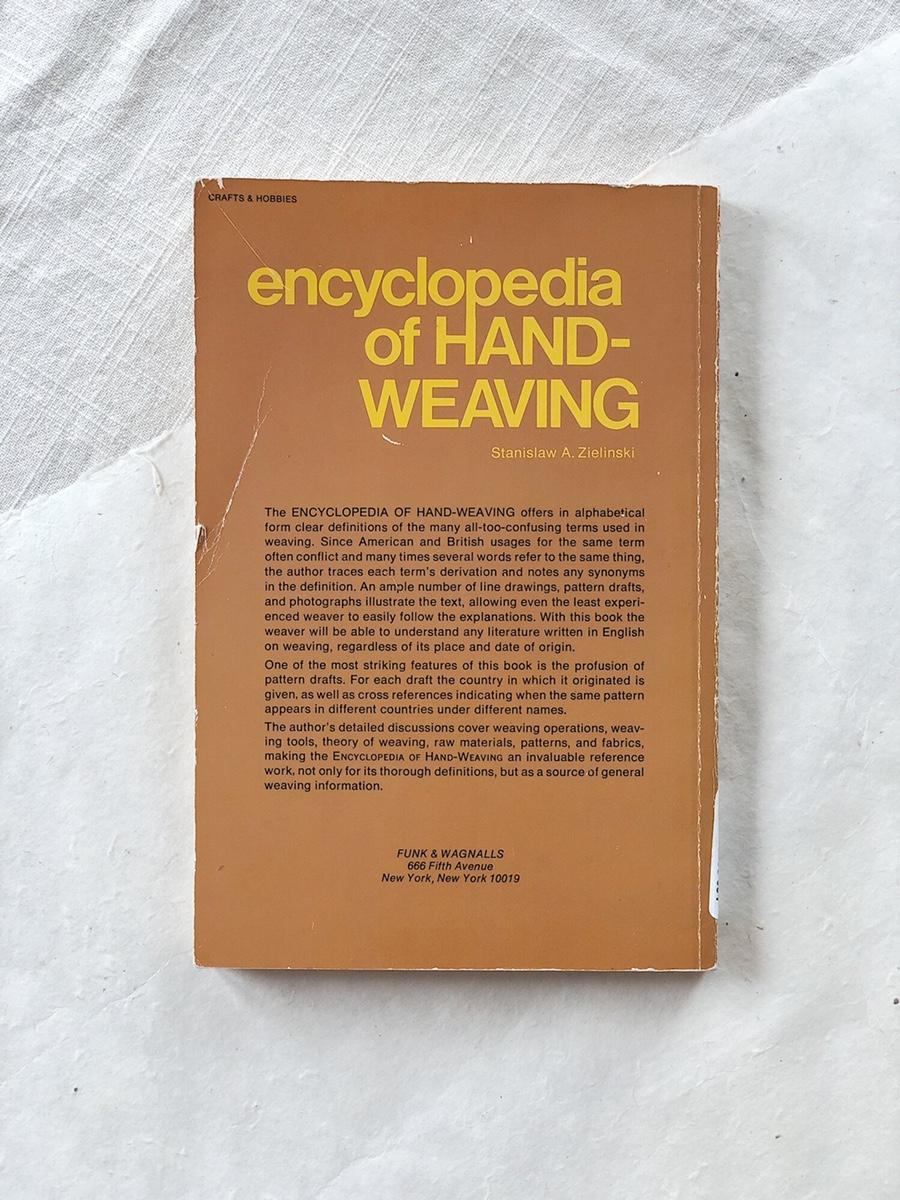 CRAFTS & HOBBIES
encyclopedia
of HAND-
WEAVING
Stanislaw A. Zielinski
The ENCYCLOPEDIA OF HAND-WEAVING offers in alphabetical
form clear definitions of the many all-too-confusing terms used in
weaving. Since American and British usages for the same term
often conflict and many times several words refer to the same thing,
the author traces each term's derivation and notes any synonyms
in the definition. An ample number of line drawings, pattern drafts,
and photographs illustrate the text, allowing even the least experi-
enced weaver to easily follow the explanations. With this book the
weaver will be able to understand any literature written in English
on weaving, regardless of its place and date of origin.
One of the most striking features of this book is the profusion of
pattern drafts. For each draft the country in which it originated is
given, as well as cross references indicating when the same pattern
appears in different countries under different names.
The author's detailed discussions cover weaving operations, weav-
ing tools, theory of weaving, raw materials, patterns, and fabrics,
making the ENCYCLOPEDIA OF HAND-WEAVING an invaluable reference
work, not only for its thorough definitions, but as a source of general
weaving information.
FUNK & WAGNALLS
666 Fifth Avenue
New York, New York 10019